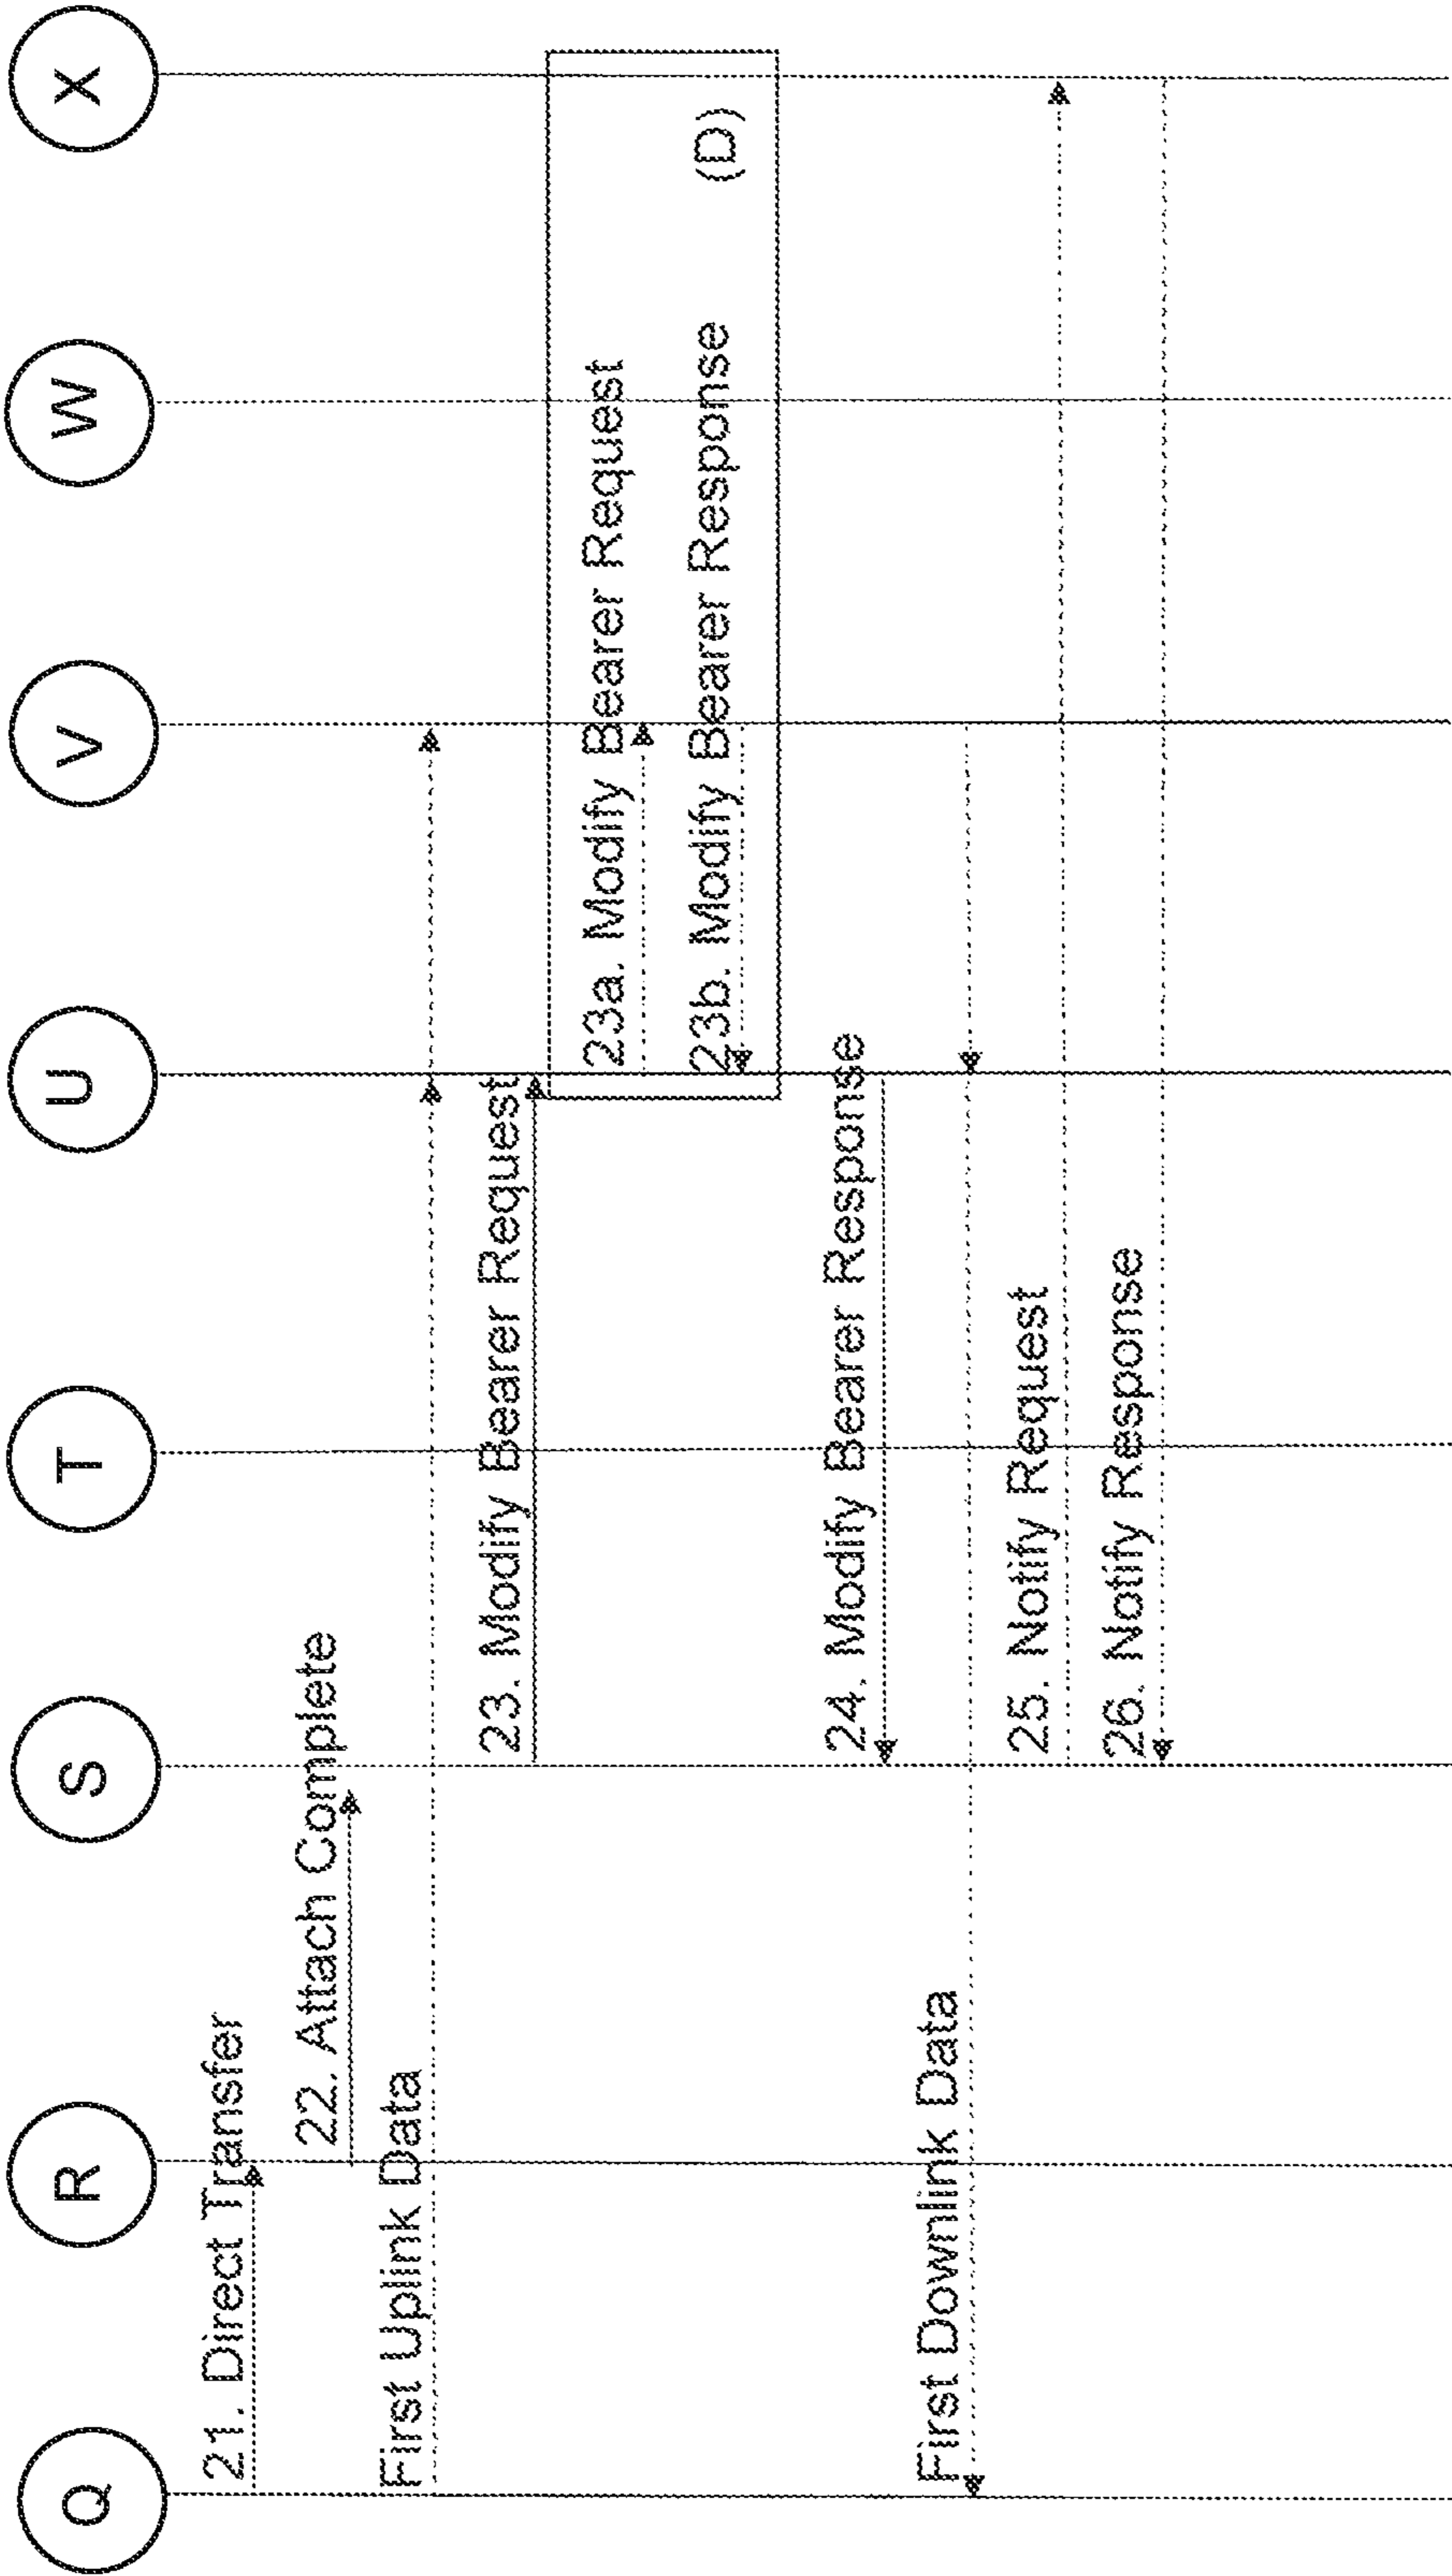 Q
R
S
T
U
V
W
X
21. Direct Transfer
22. Attach Complete
First Uplink Data
23. Modify Bearer Request
23a. Modify Bearer Request
23b. Modify Bearer Response
(D)
24. Modify Bearer Response
First Downlink Data
25. Notify Request
26. Notify Response